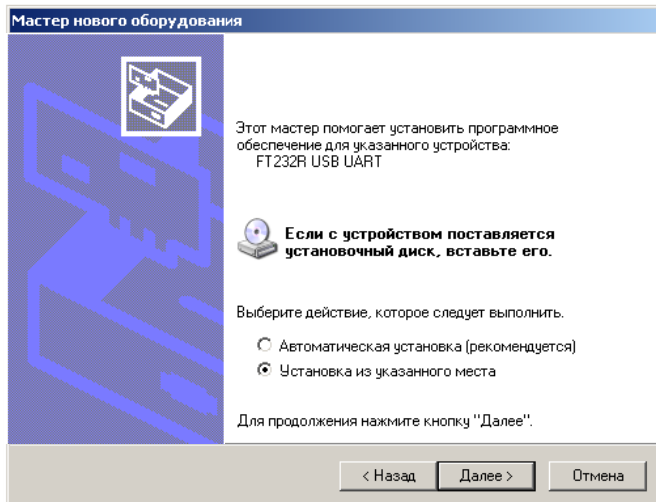 Мастер нового оборудования
Этот мастер помогает установить программное
обеспечение для указанного устройства:
FT232R USB UART
Если с устройством поставляется
установочный диск, вставьте его.
Выберите действие, которое следует выполнить.
Автоматическая установка (рекомендуется)
Установка из указанного места
Для продолжения нажмите кнопку "Далее".
< Назад
Далее >
Отмена